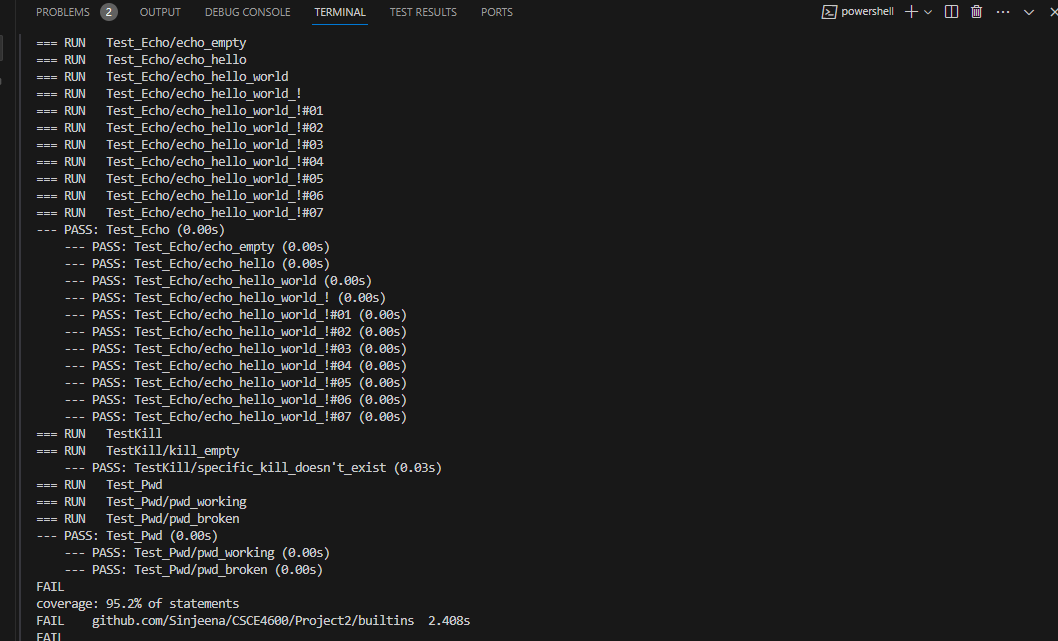 PROBLEMS 2 OUTPUT DEBUG CONSOLE TERMINAL TEST RESULTS PORTS powershell
=== RUN   Test_Echo/echo_empty
=== RUN   Test_Echo/echo_hello
=== RUN   Test_Echo/echo_hello_world
=== RUN   Test_Echo/echo_hello_world_!
=== RUN   Test_Echo/echo_hello_world_!#01
=== RUN   Test_Echo/echo_hello_world_!#02
=== RUN   Test_Echo/echo_hello_world_!#03
=== RUN   Test_Echo/echo_hello_world_!#04
=== RUN   Test_Echo/echo_hello_world_!#05
=== RUN   Test_Echo/echo_hello_world_!#06
=== RUN   Test_Echo/echo_hello_world_!#07
--- PASS: Test_Echo (0.00s)
    --- PASS: Test_Echo/echo_empty (0.00s)
    --- PASS: Test_Echo/echo_hello (0.00s)
    --- PASS: Test_Echo/echo_hello_world (0.00s)
    --- PASS: Test_Echo/echo_hello_world_! (0.00s)
    --- PASS: Test_Echo/echo_hello_world_!#01 (0.00s)
    --- PASS: Test_Echo/echo_hello_world_!#02 (0.00s)
    --- PASS: Test_Echo/echo_hello_world_!#03 (0.00s)
    --- PASS: Test_Echo/echo_hello_world_!#04 (0.00s)
    --- PASS: Test_Echo/echo_hello_world_!#05 (0.00s)
    --- PASS: Test_Echo/echo_hello_world_!#06 (0.00s)
    --- PASS: Test_Echo/echo_hello_world_!#07 (0.00s)
=== RUN   TestKill
=== RUN   TestKill/kill_empty
    --- PASS: TestKill/specific_kill_doesn't_exist (0.03s)
=== RUN   Test_Pwd
=== RUN   Test_Pwd/pwd_working
=== RUN   Test_Pwd/pwd_broken
--- PASS: Test_Pwd (0.00s)
    --- PASS: Test_Pwd/pwd_working (0.00s)
    --- PASS: Test_Pwd/pwd_broken (0.00s)
FAIL
coverage: 95.2% of statements
FAIL    github.com/Sinjeena/CSCE4600/Project2/builtins  2.408s
FAIL